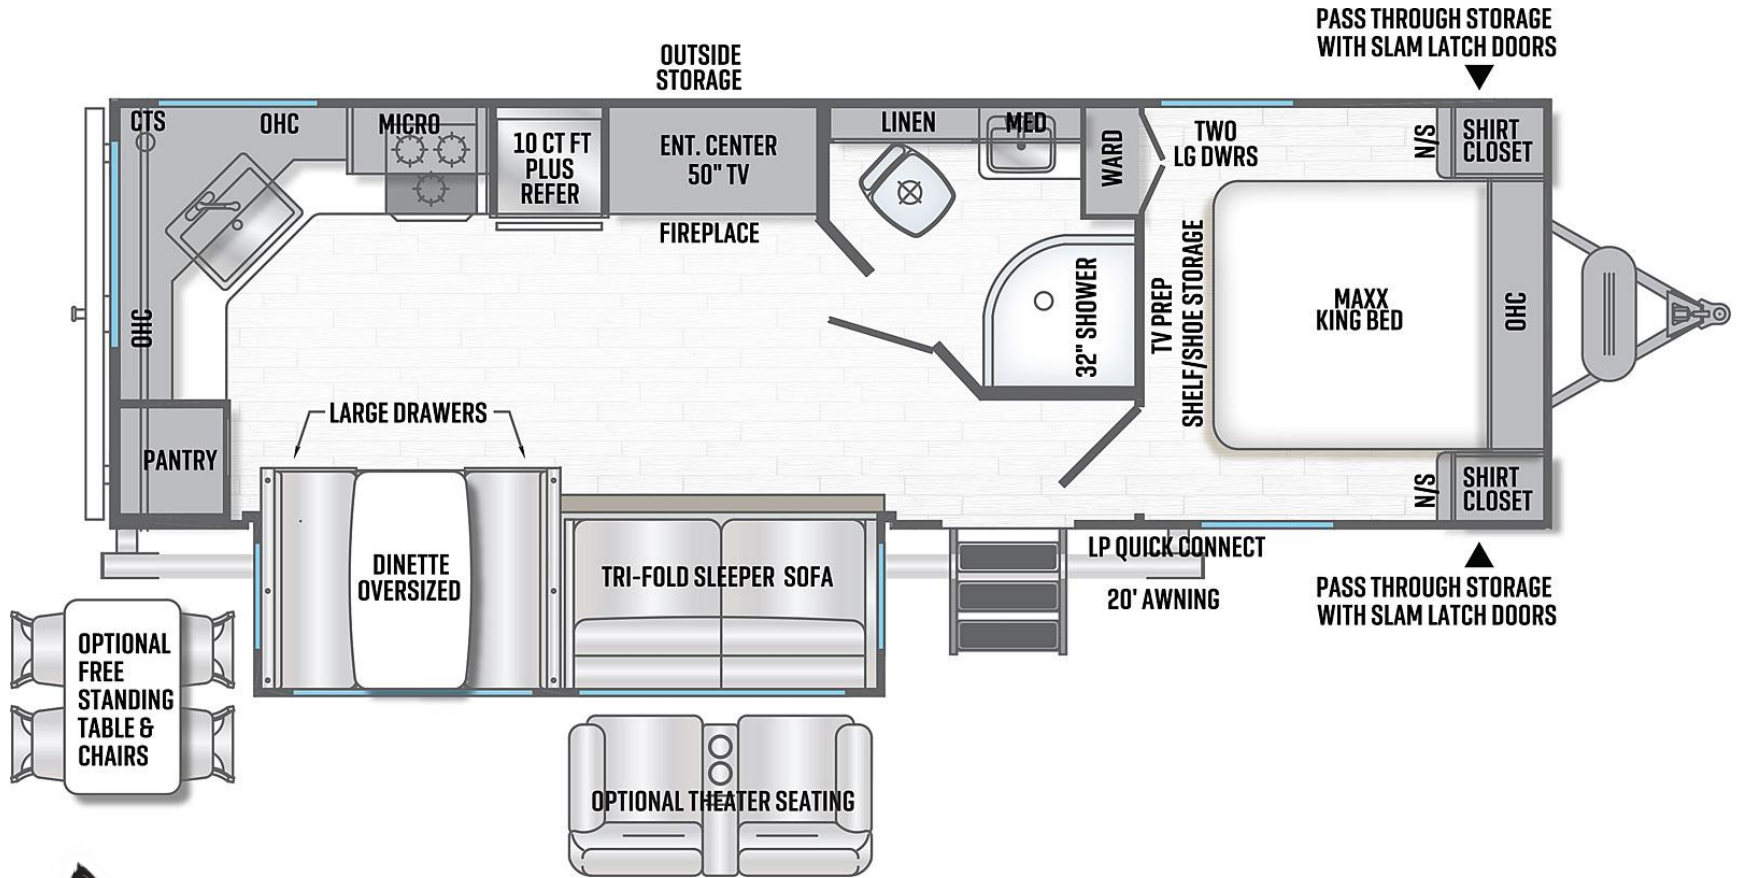 PASS THROUGH STORAGE
WITH SLAM LATCH DOORS
OUTSIDE
STORAGE
CTS
OHC
MICRO
10 CT FT
PLUS
REFER
ENT. CENTER
50" TV
FIREPLACE
LINEN
MED
WARD
TWO
LG DWRS
N/S
SHIRT
CLOSET
OHC
32" SHOWER
TV PREP
SHELF/SHOE STORAGE
MAXX
KING BED
OHC
LARGE DRAWERS
PANTRY
N/S
SHIRT
CLOSET
DINETTE
OVERSIZED
TRI-FOLD SLEEPER SOFA
LP QUICK CONNECT
20' AWNING
PASS THROUGH STORAGE
WITH SLAM LATCH DOORS
OPTIONAL
FREE
STANDING
TABLE &
CHAIRS
OPTIONAL THEATER SEATING